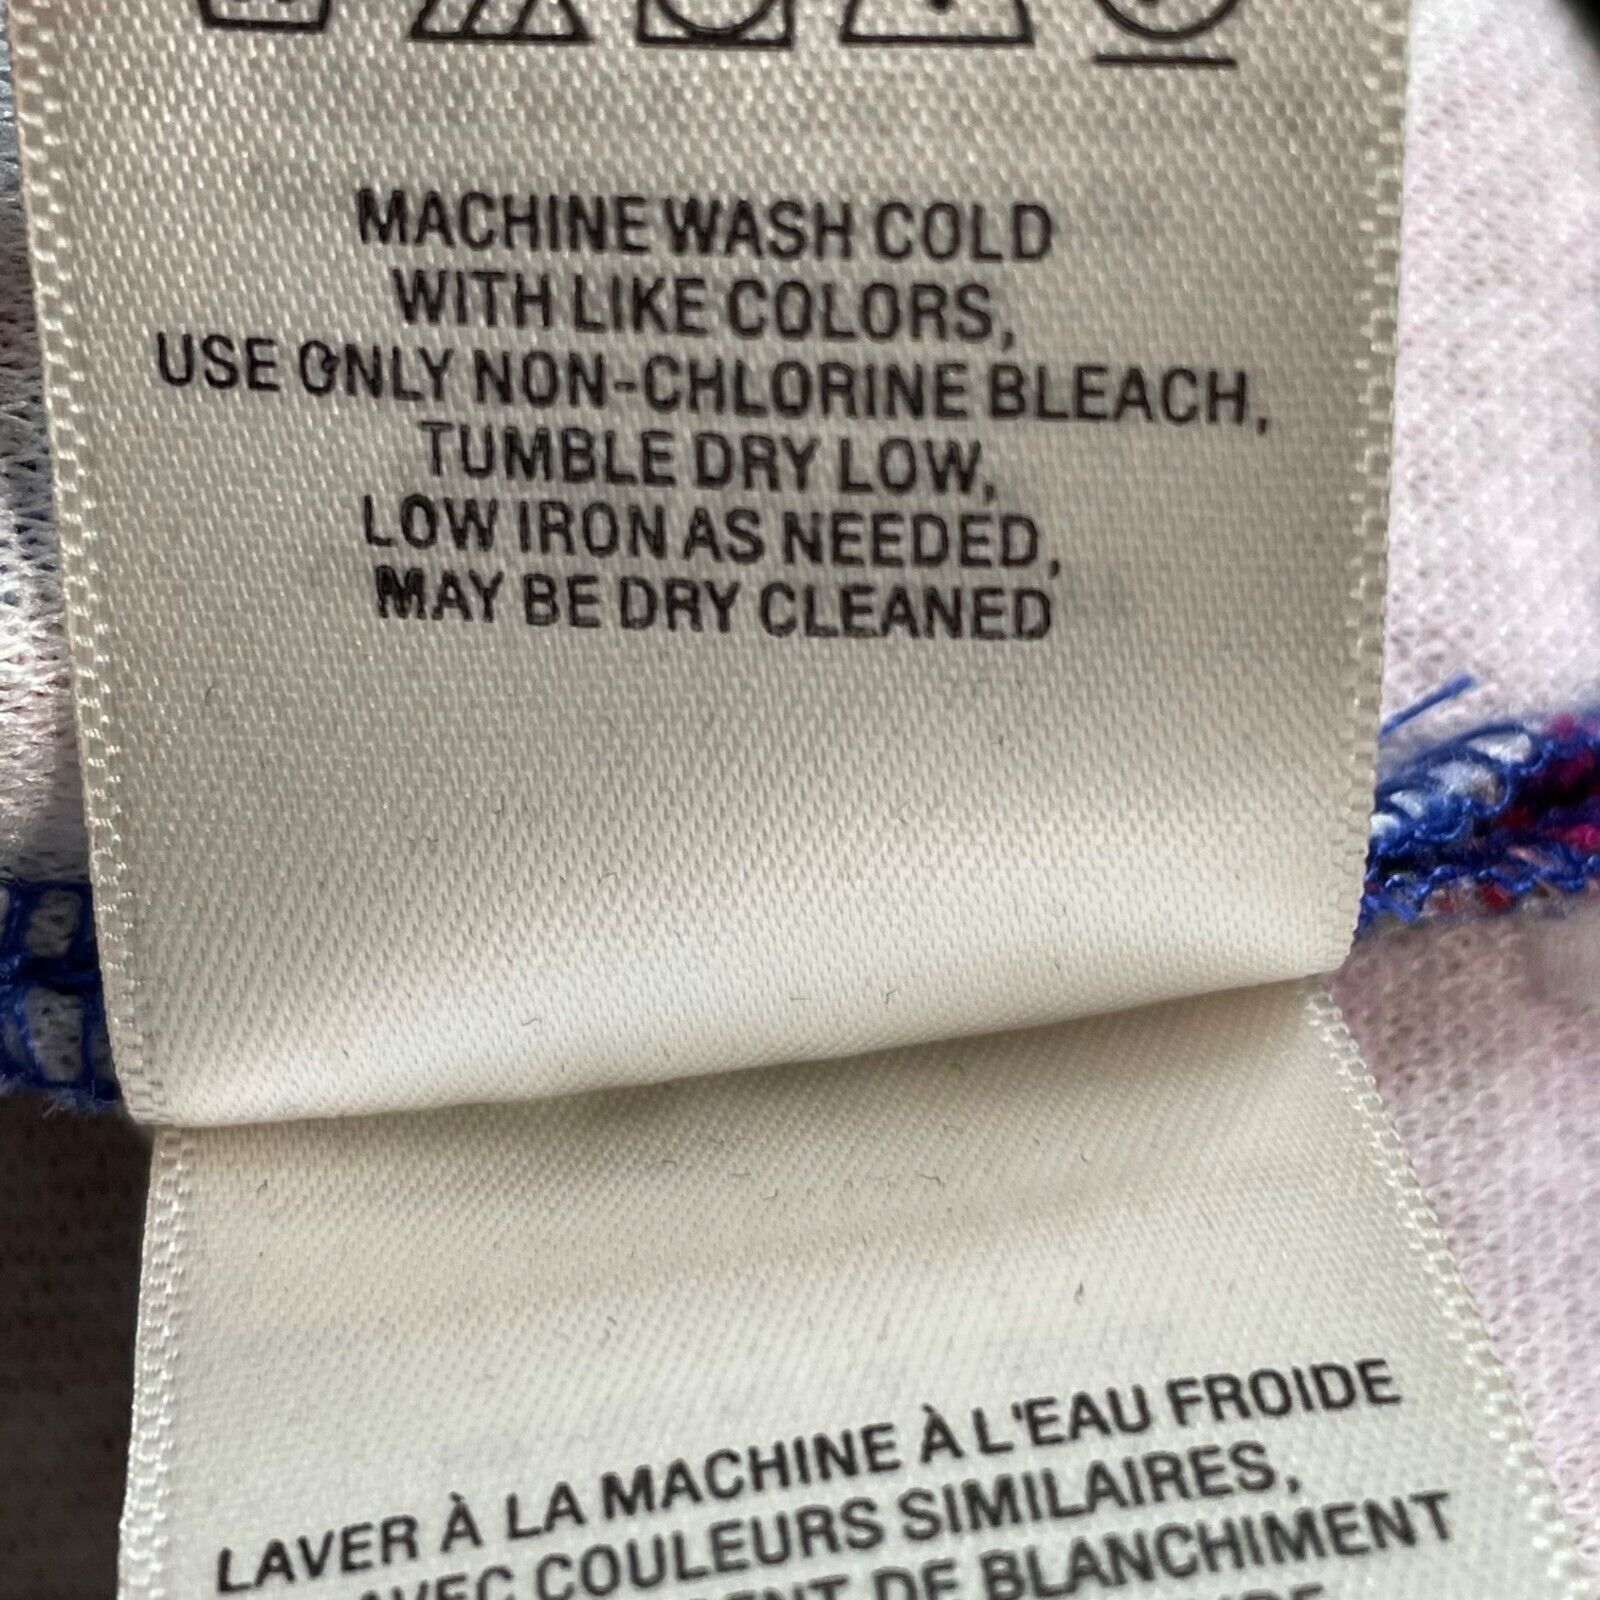 MACHINE WASH COLD
WITH LIKE COLORS,
USE ONLY NON-CHLORINE BLEACH,
TUMBLE DRY LOW,
LOW IRON AS NEEDED,
MAY BE DRY CLEANED
LAVER À LA MACHINE À L'EAU FROIDE
AVEC COULEURS SIMILAIRES,
DE BLANCHIMENT